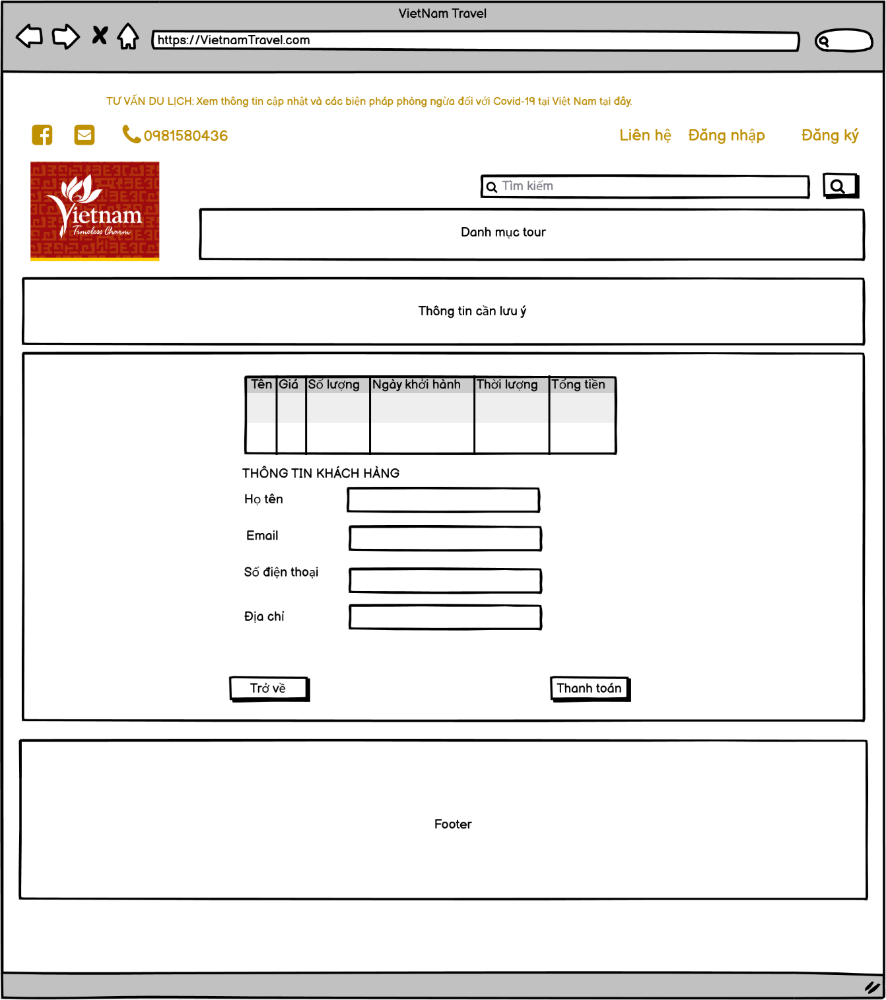 VietNam Travel
https://VietnamTravel.com
TƯ VẤN DU LỊCH: Xem thông tin cập nhật và các biện pháp phòng ngừa đối với Covid-19 tại Việt Nam tại đây.
0981580436 Liên hệ Đăng nhập Đăng ký
Tìm kiếm
Vietnam
Timeless Charm
Danh mục tour
Thông tin cần lưu ý
Tên Giá Số lượng Ngày khởi hành Thời lượng Tổng tiền
THÔNG TIN KHÁCH HÀNG
Họ tên
Email
Số điện thoại
Địa chỉ
Trở về Thanh toán
Footer